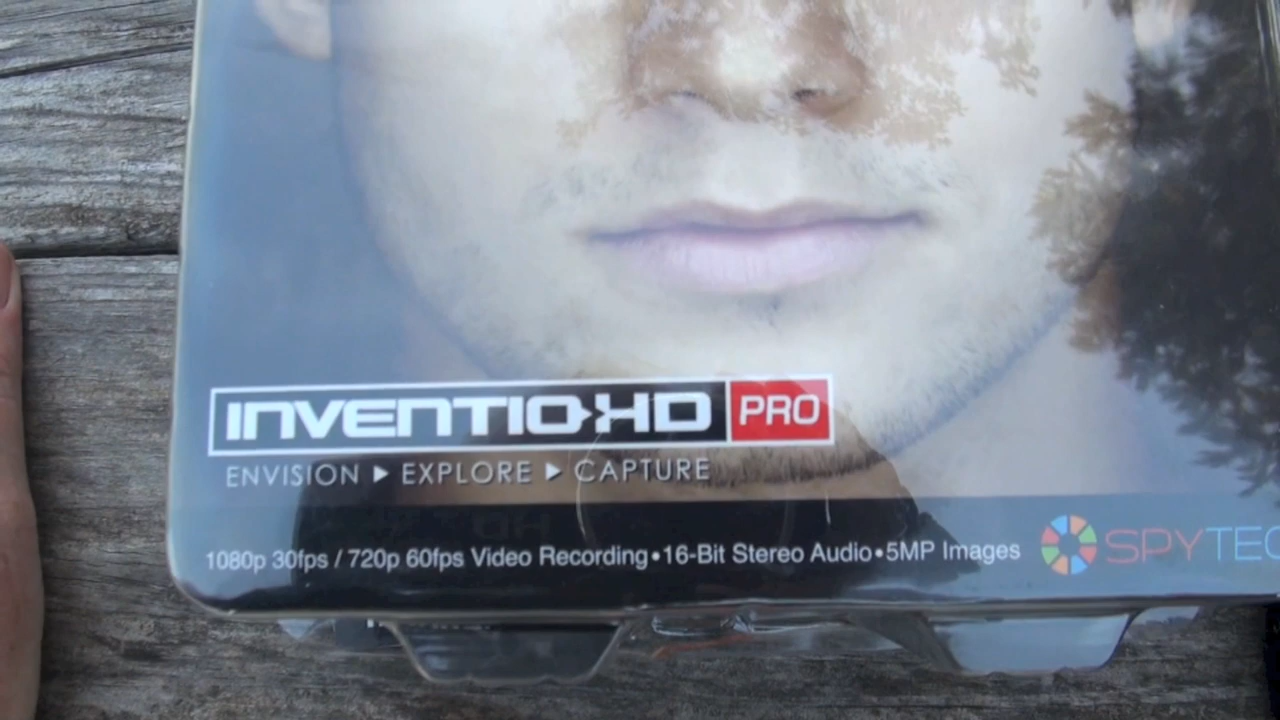 INVENTIO-HD PRO
ENVISION ▶ EXPLORE ▶ CAPTURE
1080p 30fps / 720p 60fps Video Recording•16-Bit Stereo Audio•5MP Images
SPYTEC